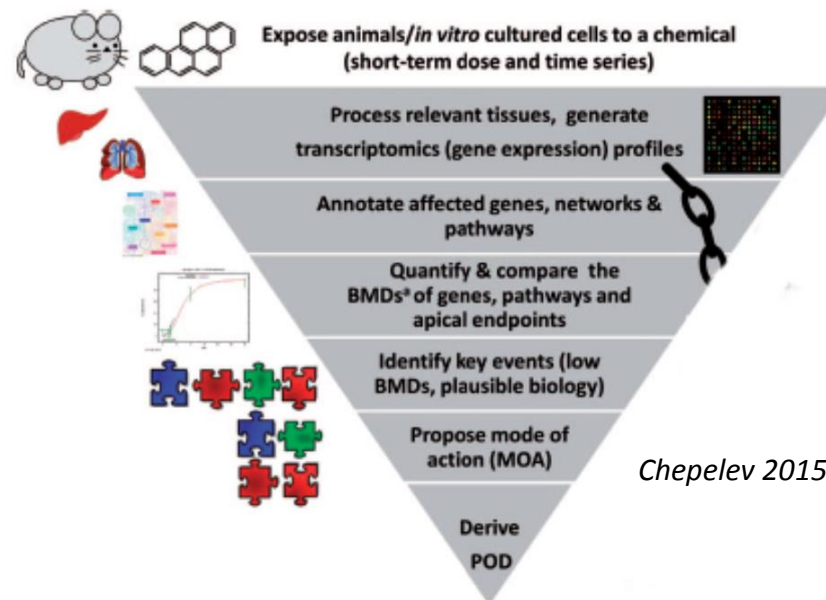 Expose animals/in vitro cultured cells to a chemical
(short-term dose and time series)
Process relevant tissues, generate
transcriptomics (gene expression) profiles
Annotate affected genes, networks &
pathways
Quantify & compare the
BMDsª of genes, pathways and
apical endpoints
Identify key events (low
BMDs, plausible biology)
Propose mode of
action (MOA)
Chepelev 2015
Derive
POD